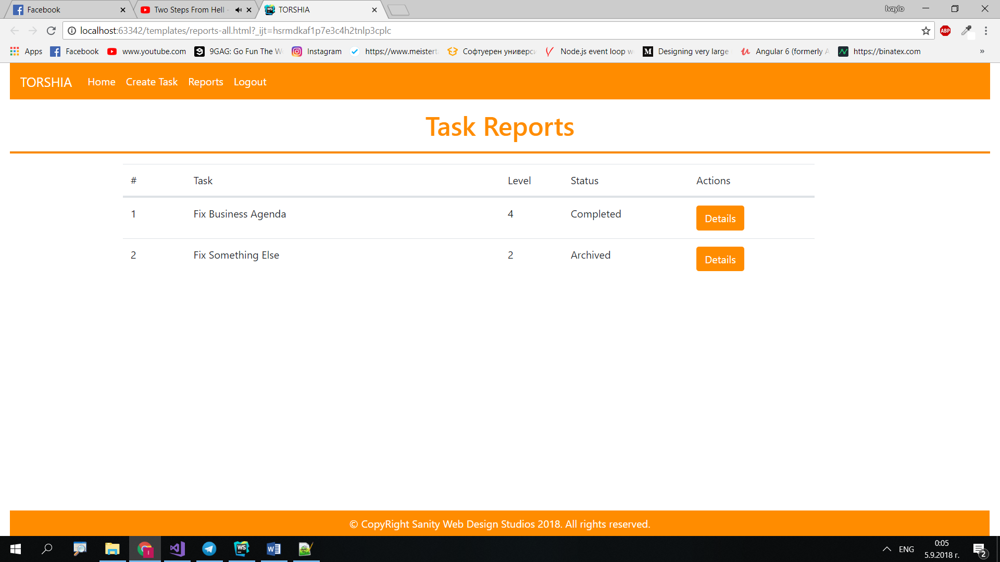 Facebook
Two Steps From Hell -
TORSHIA
Ivaylo
localhost:63342/templates/reports-all.html?_ijt=hsrmdkaf1p7e3c4h2tnlp3cplc
ABP
Apps Facebook www.youtube.com 9GAG: Go Fun The W Instagram https://www.meistert Софтуерен универс Node.js event loop w Designing very large Angular 6 (formerly A https://binatex.com »
TORSHIA Home Create Task Reports Logout
Task Reports
# Task Level Status Actions
1 Fix Business Agenda 4 Completed Details
2 Fix Something Else 2 Archived Details
© CopyRight Sanity Web Design Studios 2018. All rights reserved.
ENG
0:05
5.9.2018 г.
2